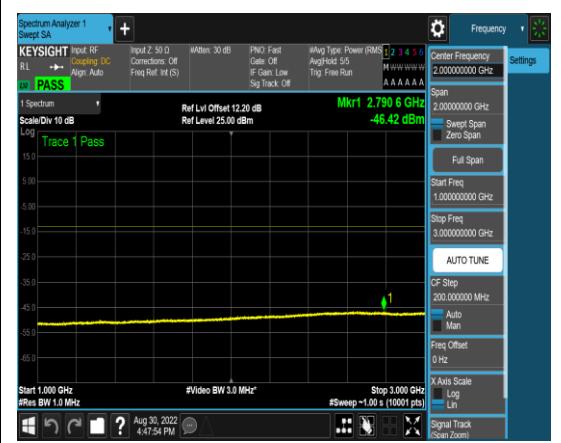 Spectrum Analyzer 1
Swept SA
+
Frequency
KEYSIGHT
RL
PASS
Input: RF
Coupling: DC
Align: Auto
Input Z: 50 Ω
Corrections: Off
Freq Ref: Int (S)
#Atten: 30 dB
PNO: Fast
Gate: Off
IF Gain: Low
Sig Track: Off
#Avg Type: Power (RMS
Avg|Hold: 5/5
Trig: Free Run
1 2 3 4 5 6
M W W W W W
A A A A A A
1 Spectrum
Scale/Div 10 dB
Ref Lvl Offset 12.20 dB
Ref Level 25.00 dBm
Mkr1 2.790 6 GHz
-46.42 dBm
Log
Trace 1 Pass
15.0
5.00
-5.00
-15.0
-25.0
-35.0
-45.0
-55.0
-65.0
1
Start 1.000 GHz
#Res BW 1.0 MHz
#Video BW 3.0 MHz*
Stop 3.000 GHz
#Sweep ~1.00 s (10001 pts)
Aug 30, 2022
4:47:54 PM
Center Frequency
2.000000000 GHz
Settings
Span
2.00000000 GHz
Swept Span
Zero Span
Full Span
Start Freq
1.000000000 GHz
Stop Freq
3.000000000 GHz
AUTO TUNE
CF Step
200.000000 MHz
Auto
Man
Freq Offset
0 Hz
X Axis Scale
Log
Lin
Signal Track
(Span Zoom)